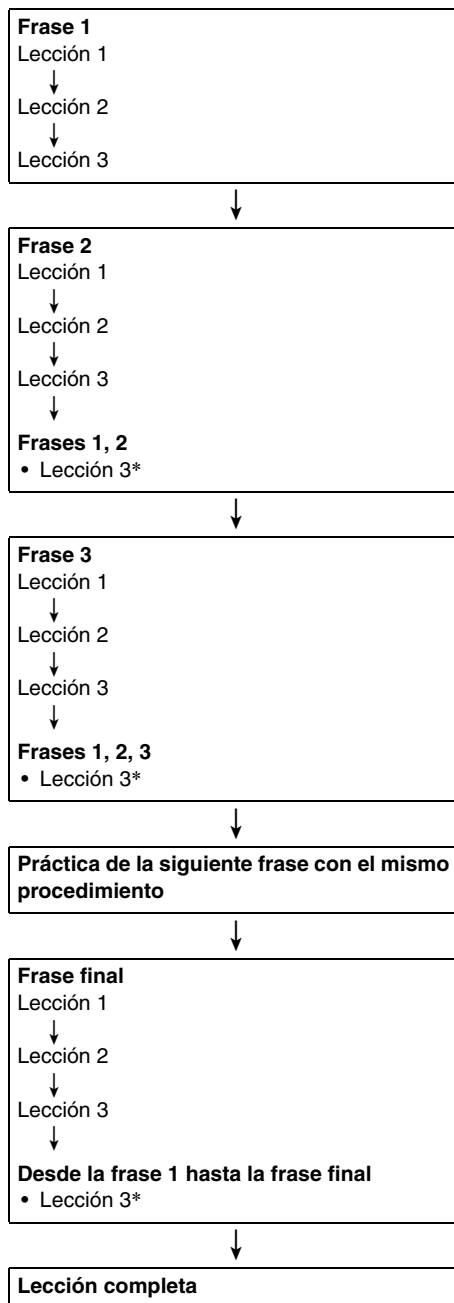 Frase 1
Lección 1
Lección 2
Lección 3
Frase 2
Lección 1
Lección 2
Lección 3
Frases 1, 2
• Lección 3*
Frase 3
Lección 1
Lección 2
Lección 3
Frases 1, 2, 3
• Lección 3*
Práctica de la siguiente frase con el mismo
procedimiento
Frase final
Lección 1
Lección 2
Lección 3
Desde la frase 1 hasta la frase final
• Lección 3*
Lección completa